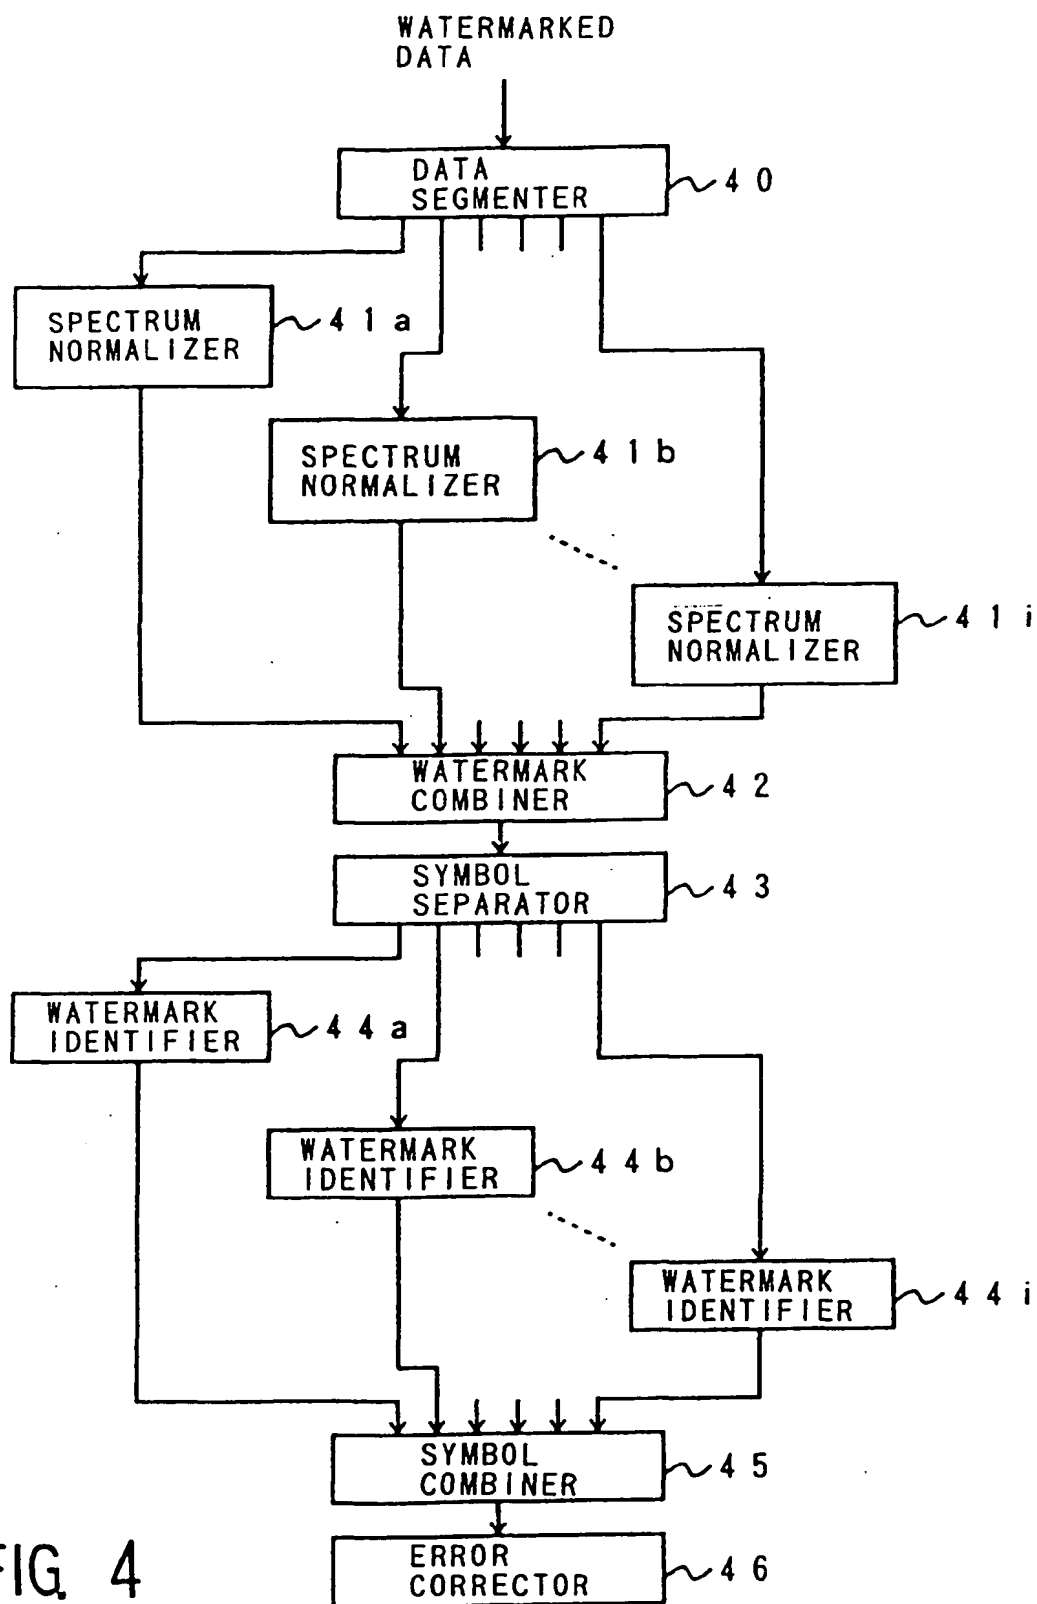 WATERMARKED
DATA
DATA
SEGMENTER
40
SPECTRUM
NORMALIZER
41a
SPECTRUM
NORMALIZER
41b
SPECTRUM
NORMALIZER
41i
WATERMARK
COMBINER
42
SYMBOL
SEPARATOR
43
WATERMARK
IDENTIFIER
44a
WATERMARK
IDENTIFIER
44b
WATERMARK
IDENTIFIER
44i
SYMBOL
COMBINER
45
ERROR
CORRECTOR
46
FIG. 4